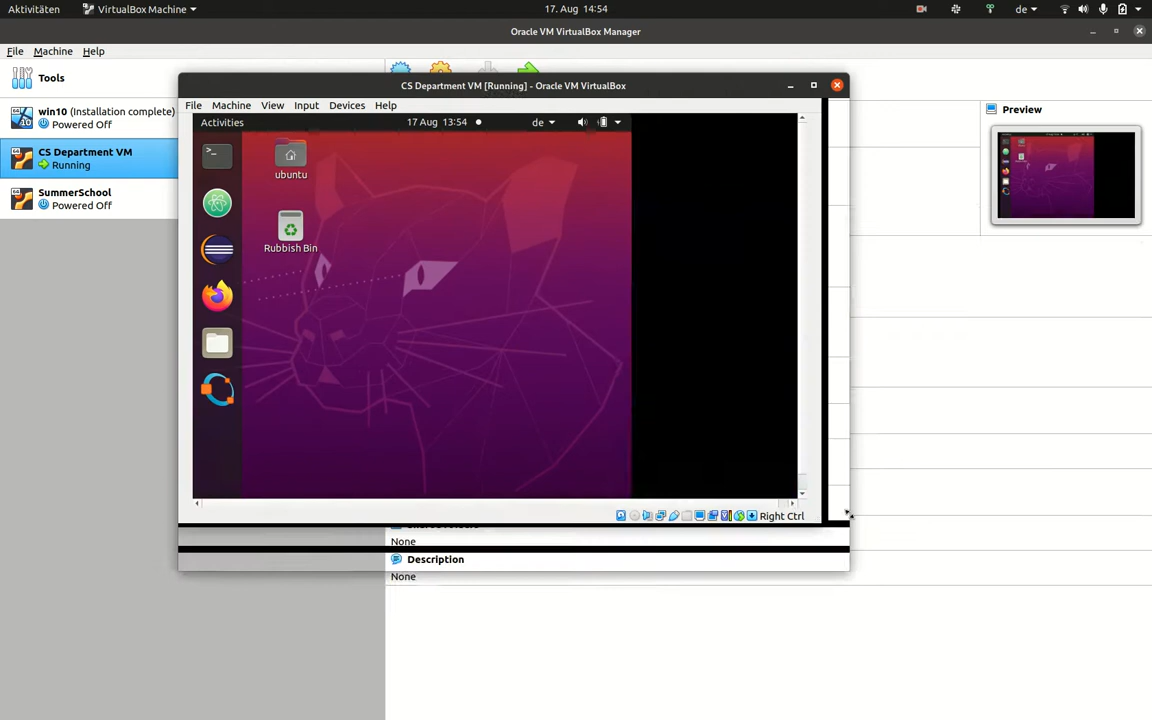 Aktivitäten
VirtualBox Machine
17. Aug 14:54
de
Oracle VM VirtualBox Manager
File Machine Help
Tools
win10 (Installation complete)
Powered Off
CS Department VM
Running
SummerSchool
Powered Off
Preview
CS Department VM [Running] - Oracle VM VirtualBox
File Machine View Input Devices Help
Activities
17 Aug 13:54
de
ubuntu
Rubbish Bin
Right Ctrl
None
Description
None